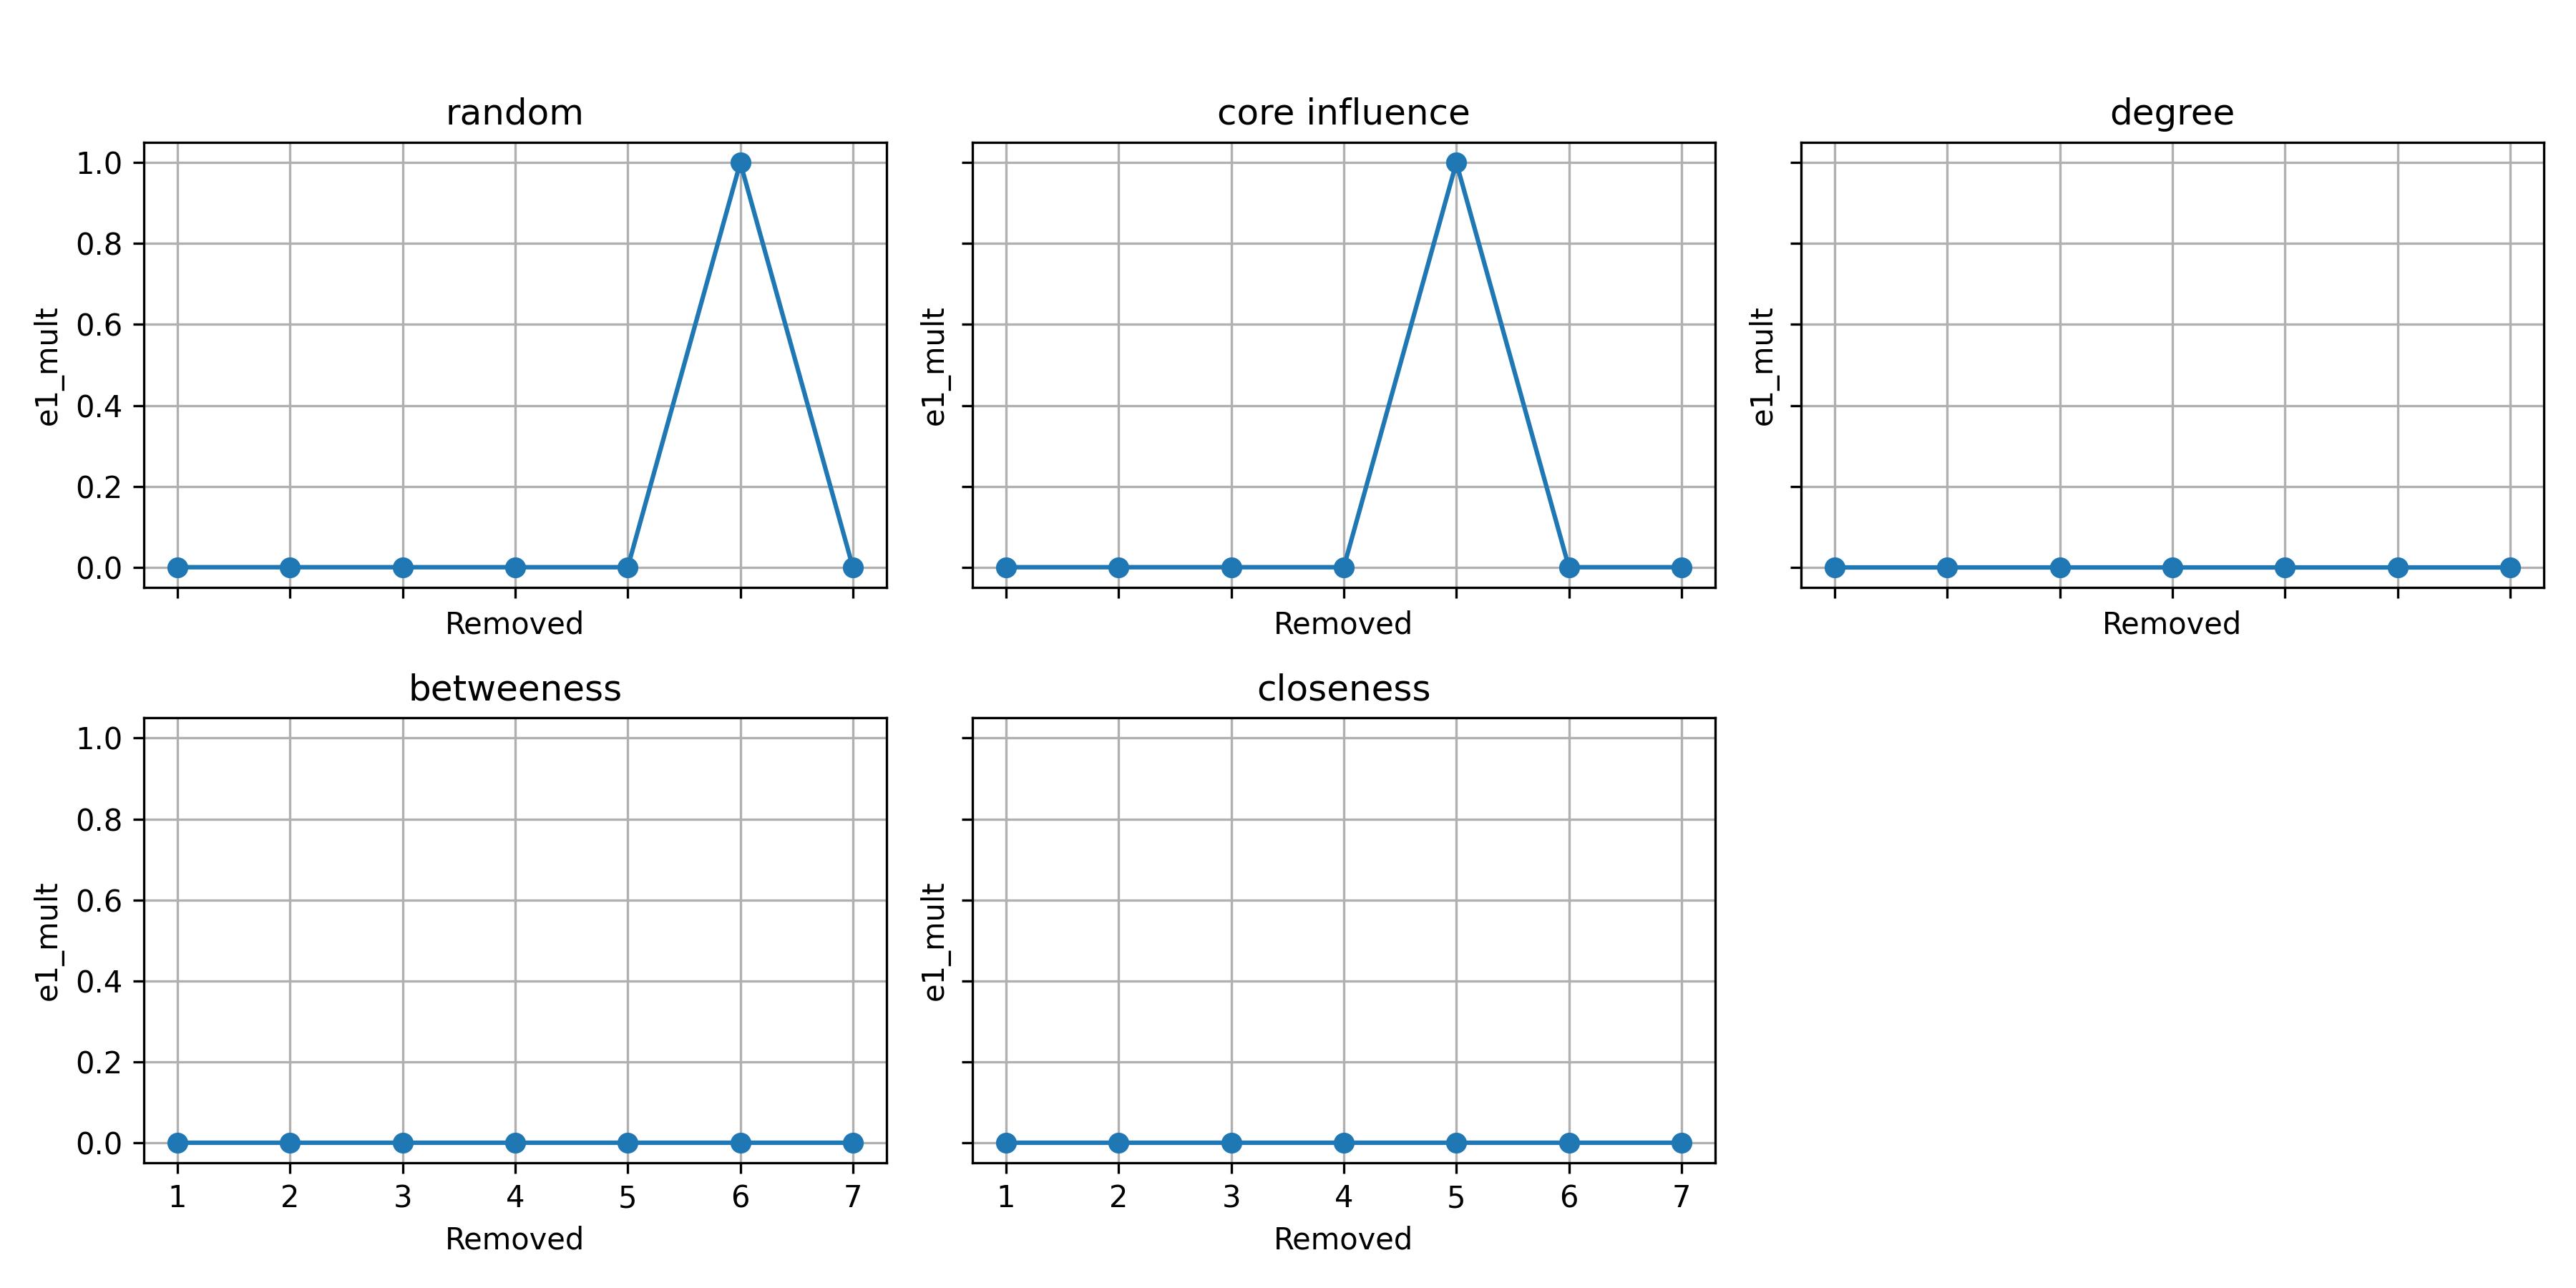 random
1.0
0.8
0.6
0.4
0.2
0.0
e1_mult
Removed
core influence
e1_mult
Removed
degree
e1_mult
Removed
betweeness
1.0
0.8
0.6
0.4
0.2
0.0
e1_mult
1 2 3 4 5 6 7
Removed
closeness
e1_mult
1 2 3 4 5 6 7
Removed